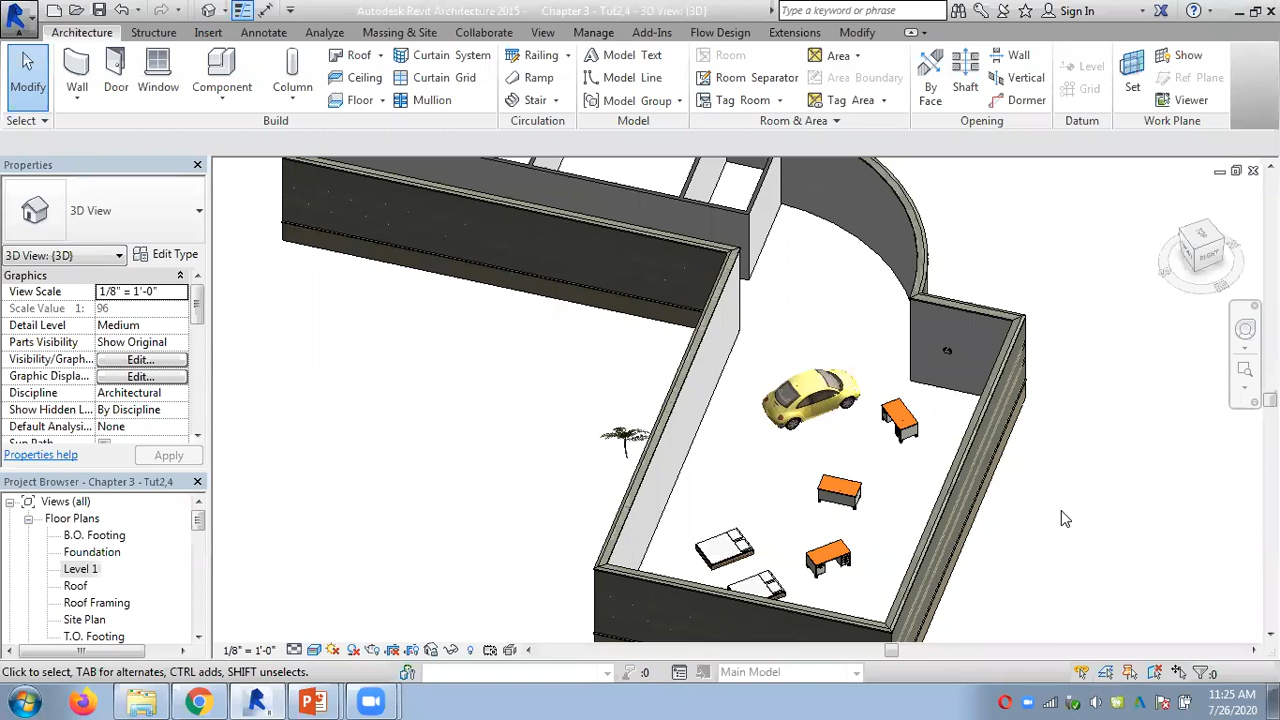 Autodesk Revit Architecture 2015 - Chapter 3 - Tut2,4 - 3D View: {3D}
Type a keyword or phrase
Sign In
Architecture Structure Insert Annotate Analyze Massing & Site Collaborate View Manage Add-Ins Flow Design Extensions Modify
Modify
Wall
Door
Window
Component
Column
Roof
Ceiling
Floor
Curtain System
Curtain Grid
Mullion
Railing
Ramp
Stair
Model Text
Model Line
Model Group
Room
Room Separator
Tag Room
Area
Area Boundary
Tag Area
By
Face
Shaft
Wall
Vertical
Dormer
Level
Grid
Set
Show
Ref Plane
Viewer
Select Build Circulation Model Room & Area Opening Datum Work Plane
Properties
3D View
3D View: {3D}
Edit Type
Graphics
View Scale 1/8" = 1'-0"
Scale Value 1: 96
Detail Level Medium
Parts Visibility Show Original
Visibility/Graph... Edit...
Graphic Displa... Edit...
Discipline Architectural
Show Hidden L... By Discipline
Default Analysi... None
Properties help
Apply
Project Browser - Chapter 3 - Tut2,4
Views (all)
Floor Plans
B.O. Footing
Foundation
Level 1
Roof
Roof Framing
Site Plan
T.O. Footing
TOP
RIGHT
1/8" = 1'-0"
Click to select, TAB for alternates, CTRL adds, SHIFT unselects.
:0
Main Model
:0
11:25 AM
7/26/2020